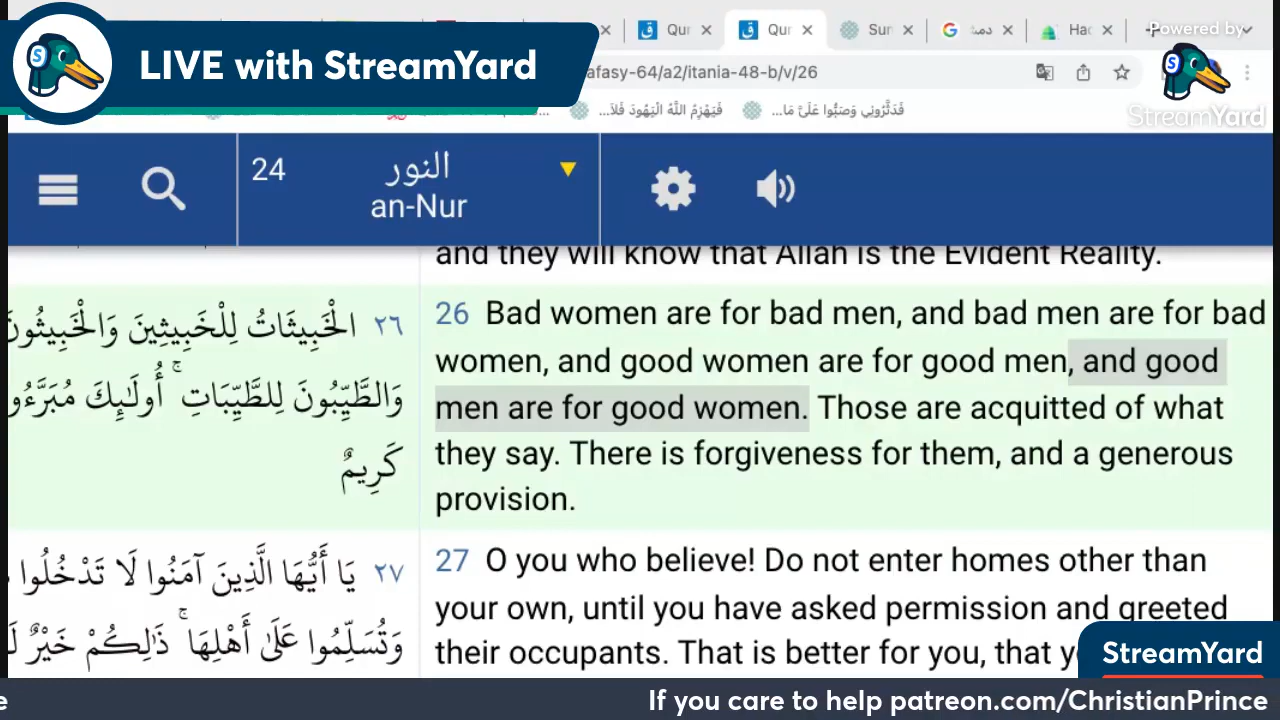 LIVE with StreamYard
Qur
Qur
Sun
دمنا
Had
Powered by
StreamYard
afasy-64/a2/itania-48-b/v/26
...فَدَثِّرُونِي وَصَبُّوا عَلَىَّ مَا
...فَيَهْزِمُ اللَّهُ الْيَهُودَ فَلَا
24
النور
an-Nur
and they will know that Allah is the Evident Reality.
٢٦ الْخَبِيثَاتُ لِلْخَبِيثِينَ وَالْخَبِيثُونَ
وَالطَّيِّبُونَ لِلطَّيِّبَاتِ ۚ أُولَٰئِكَ مُبَرَّءُو
كَرِيمٌ
26 Bad women are for bad men, and bad men are for bad
women, and good women are for good men, and good
men are for good women. Those are acquitted of what
they say. There is forgiveness for them, and a generous
provision.
٢٧ يَا أَيُّهَا الَّذِينَ آمَنُوا لَا تَدْخُلُوا
وَتُسَلِّمُوا عَلَىٰ أَهْلِهَا ۚ ذَٰلِكُمْ خَيْرٌ
27 O you who believe! Do not enter homes other than
your own, until you have asked permission and greeted
their occupants. That is better for you, that
StreamYard
e
If you care to help patreon.com/ChristianPrince